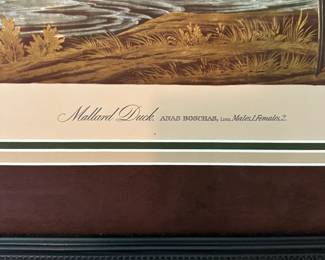 Mallard Duck. ANAS BOSCHAS, Linn. Males, 1. Females, 2.